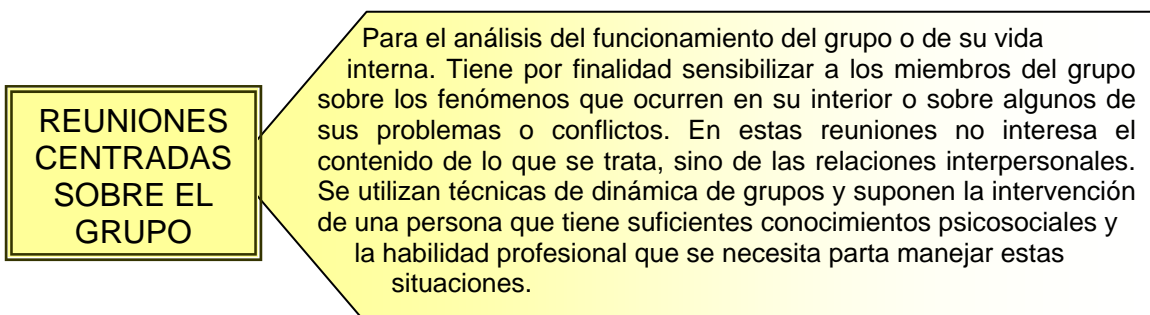 REUNIONES
CENTRADAS
SOBRE EL
GRUPO
Para el análisis del funcionamiento del grupo o de su vida
interna. Tiene por finalidad sensibilizar a los miembros del grupo
sobre los fenómenos que ocurren en su interior o sobre algunos de
sus problemas o conflictos. En estas reuniones no interesa el
contenido de lo que se trata, sino de las relaciones interpersonales.
Se utilizan técnicas de dinámica de grupos y suponen la intervención
de una persona que tiene suficientes conocimientos psicosociales y
la habilidad profesional que se necesita parta manejar estas
situaciones.